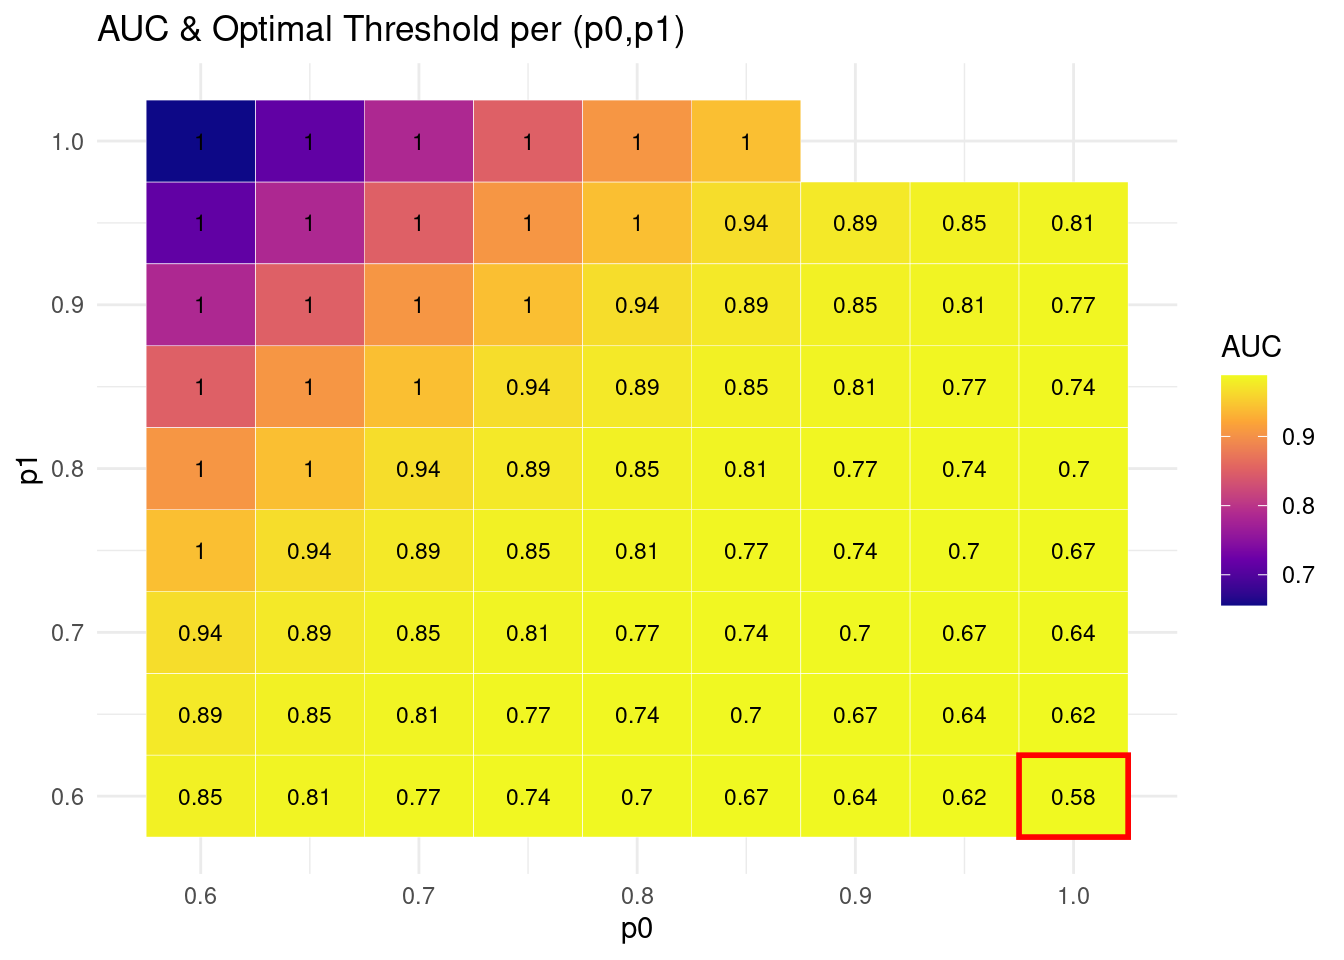 AUC & Optimal Threshold per (p0,p1)
1.0 1 1 1 1 1 1
1 1 1 1 1 0.94 0.89 0.85 0.81
0.9 1 1 1 1 0.94 0.89 0.85 0.81 0.77
1 1 1 0.94 0.89 0.85 0.81 0.77 0.74
0.8 1 1 0.94 0.89 0.85 0.81 0.77 0.74 0.7
1 0.94 0.89 0.85 0.81 0.77 0.74 0.7 0.67
0.7 0.94 0.89 0.85 0.81 0.77 0.74 0.7 0.67 0.64
0.89 0.85 0.81 0.77 0.74 0.7 0.67 0.64 0.62
0.6 0.85 0.81 0.77 0.74 0.7 0.67 0.64 0.62 0.58
0.6 0.7 0.8 0.9 1.0
p0
p1
AUC
0.9
0.8
0.7